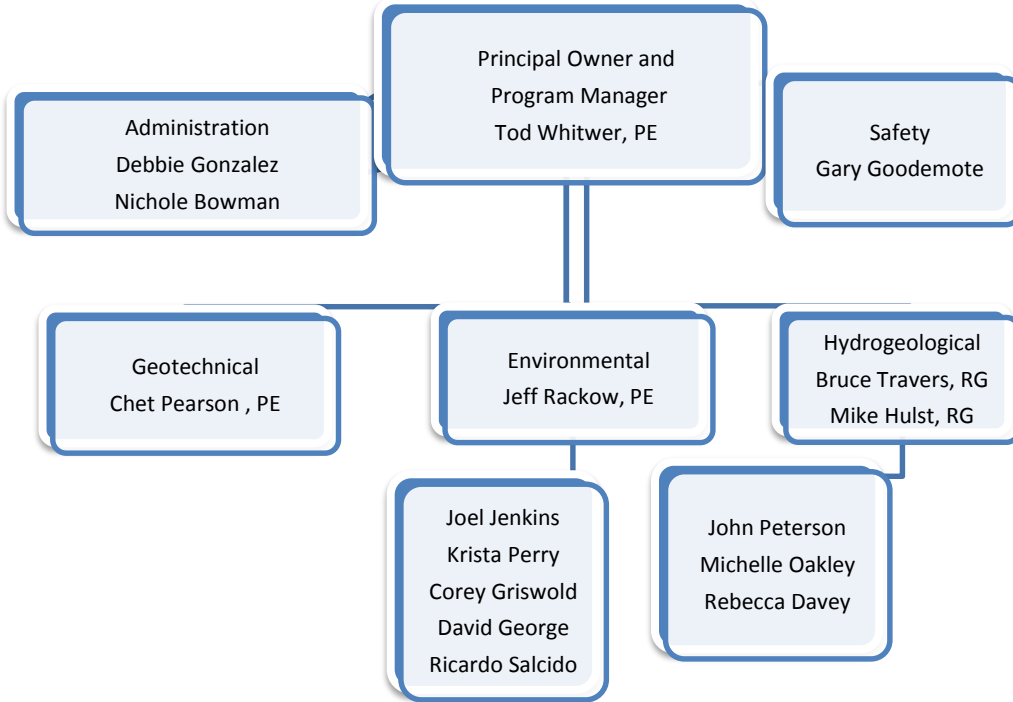 Principal Owner and
Program Manager
Tod Whitwer, PE
Administration
Debbie Gonzalez
Nichole Bowman
Safety
Gary Goodemote
Geotechnical
Chet Pearson , PE
Environmental
Jeff Rackow, PE
Hydrogeological
Bruce Travers, RG
Mike Hulst, RG
Joel Jenkins
Krista Perry
Corey Griswold
David George
Ricardo Salcido
John Peterson
Michelle Oakley
Rebecca Davey